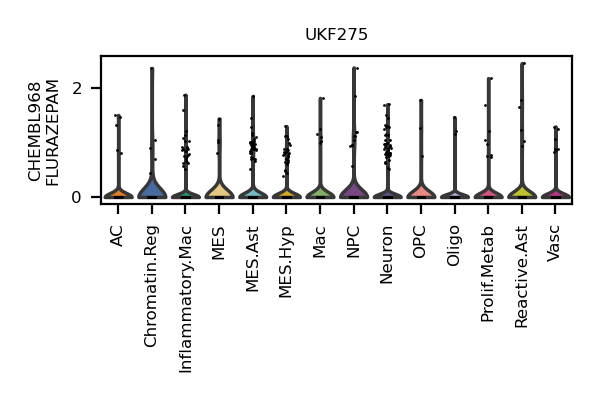 UKF275
CHEMBL968
FLURAZEPAM
2
0
AC
Chromatin.Reg
Inflammatory.Mac
MES
MES.Ast
MES.Hyp
Mac
NPC
Neuron
OPC
Oligo
Prolif.Metab
Reactive.Ast
Vasc